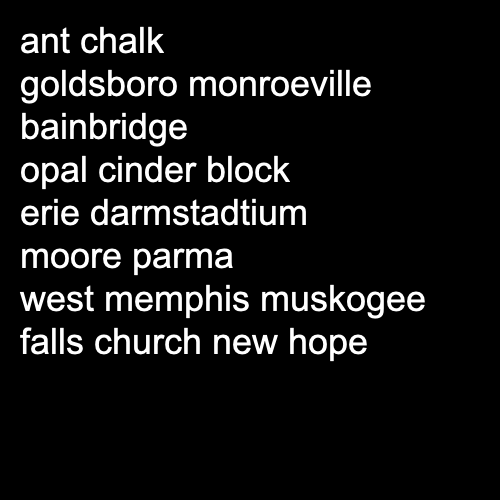 ant chalk
goldsboro monroeville
bainbridge
opal cinder block
erie darmstadtium
moore parma
west memphis muskogee
falls church new hope